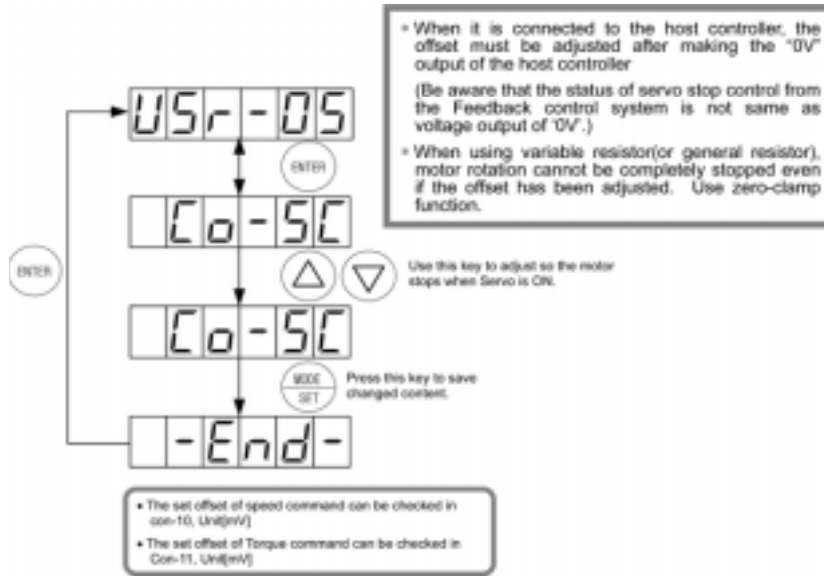 • When it is connected to the host controller, the
offset must be adjusted after making the "0V"
output of the host controller
(Be aware that the status of servo stop control from
the Feedback control system is not same as
voltage output of '0V'.)
• When using variable resistor(or general resistor),
motor rotation cannot be completely stopped even
if the offset has been adjusted. Use zero-clamp
function.
USr-05
ENTER
Co-SC
ENTER
Use this key to adjust so the motor
stops when Servo is ON.
Co-SC
MODE
SET
Press this key to save
changed content.
-End-
• The set offset of speed command can be checked in
con-10, Unit[mV]
• The set offset of Torque command can be checked in
Con-11, Unit[mV]